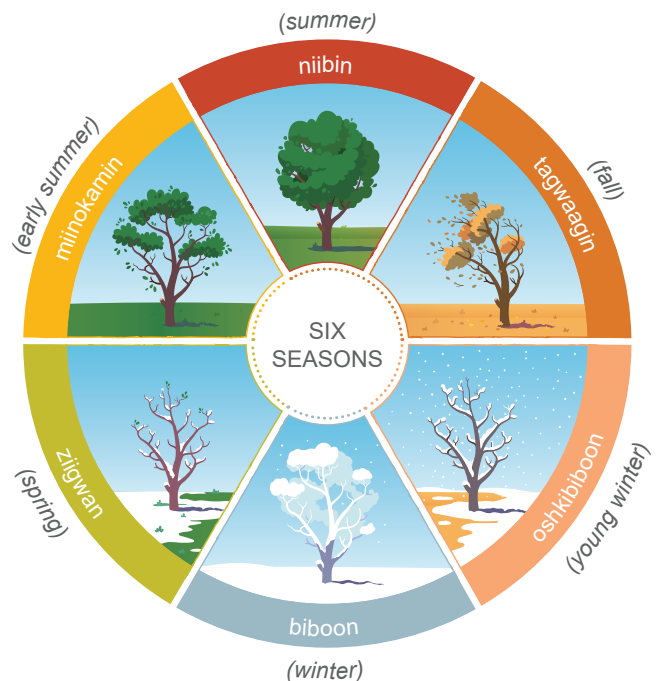 (summer)
niibin
tagwaagin
(fall)
oshkibiboon
(young winter)
biboon
(winter)
ziigwan
(spring)
miinokamin
(early summer)
SIX
SEASONS